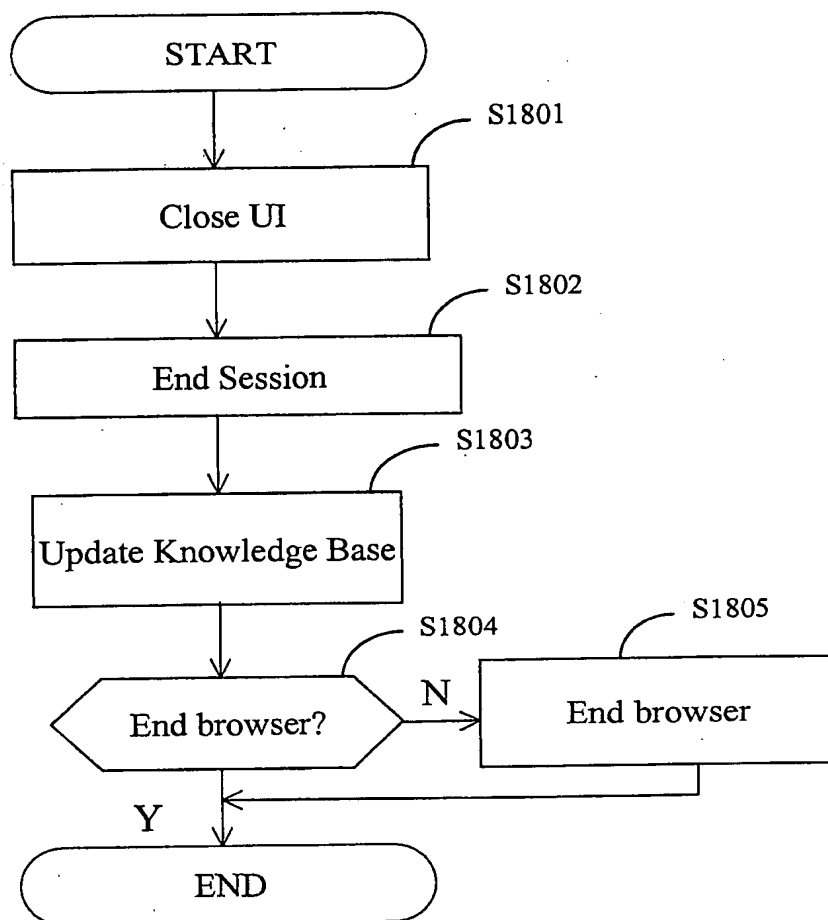 START
S1801
Close UI
S1802
End Session
S1803
Update Knowledge Base
S1804
S1805
End browser?
N
End browser
Y
END